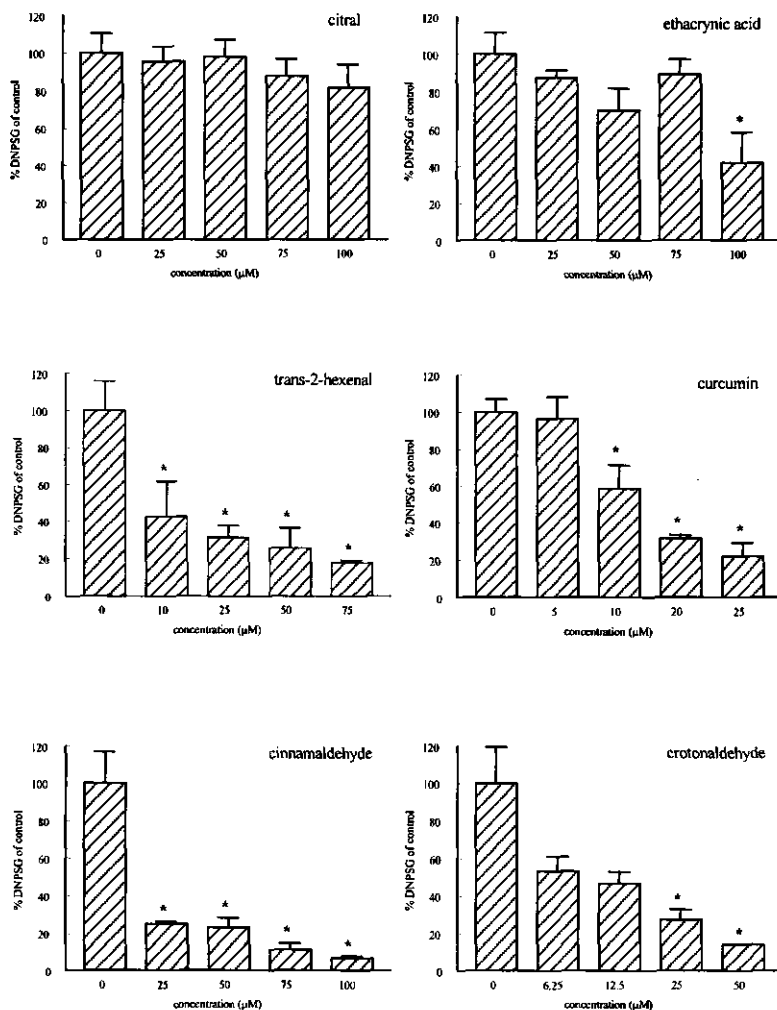 citral
% DNPSG of control
120
100
80
60
40
20
0
0 25 50 75 100
concentration (µM)
ethacrynic acid
% DNPSG of control
120
100
80
60
40
20
0
*
0 25 50 75 100
concentration (µM)
trans-2-hexenal
% DNPSG of control
120
100
80
60
40
20
0
* * * *
0 10 25 50 75
concentration (µM)
curcumin
% DNPSG of control
120
100
80
60
40
20
0
* * *
0 5 10 20 25
concentration (µM)
cinnamaldehyde
% DNPSG of control
120
100
80
60
40
20
0
* * * *
0 25 50 75 100
concentration (µM)
crotonaldehyde
% DNPSG of control
120
100
80
60
40
20
0
* *
0 6,25 12.5 25 50
concentration (µM)